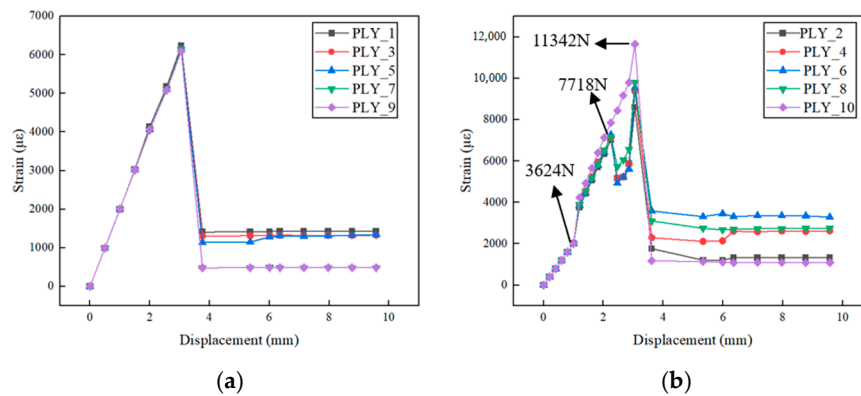 7000
6000
5000
4000
3000
2000
1000
0
Strain (με)
0 2 4 6 8 10
Displacement (mm)
PLY_1
PLY_3
PLY_5
PLY_7
PLY_9
(a)
12,000
10,000
8000
6000
4000
2000
0
Strain (με)
0 2 4 6 8 10
Displacement (mm)
11342N
7718N
3624N
PLY_2
PLY_4
PLY_6
PLY_8
PLY_10
(b)